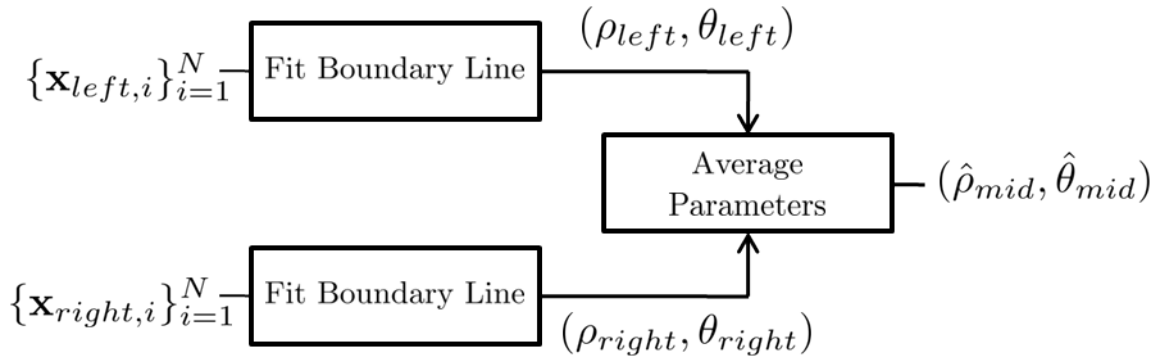 (ρ_left, θ_left)
{x_left,i}_{i=1}^N
Fit Boundary Line
Average
Parameters
(ρ̂_mid, θ̂_mid)
{x_right,i}_{i=1}^N
Fit Boundary Line
(ρ_right, θ_right)